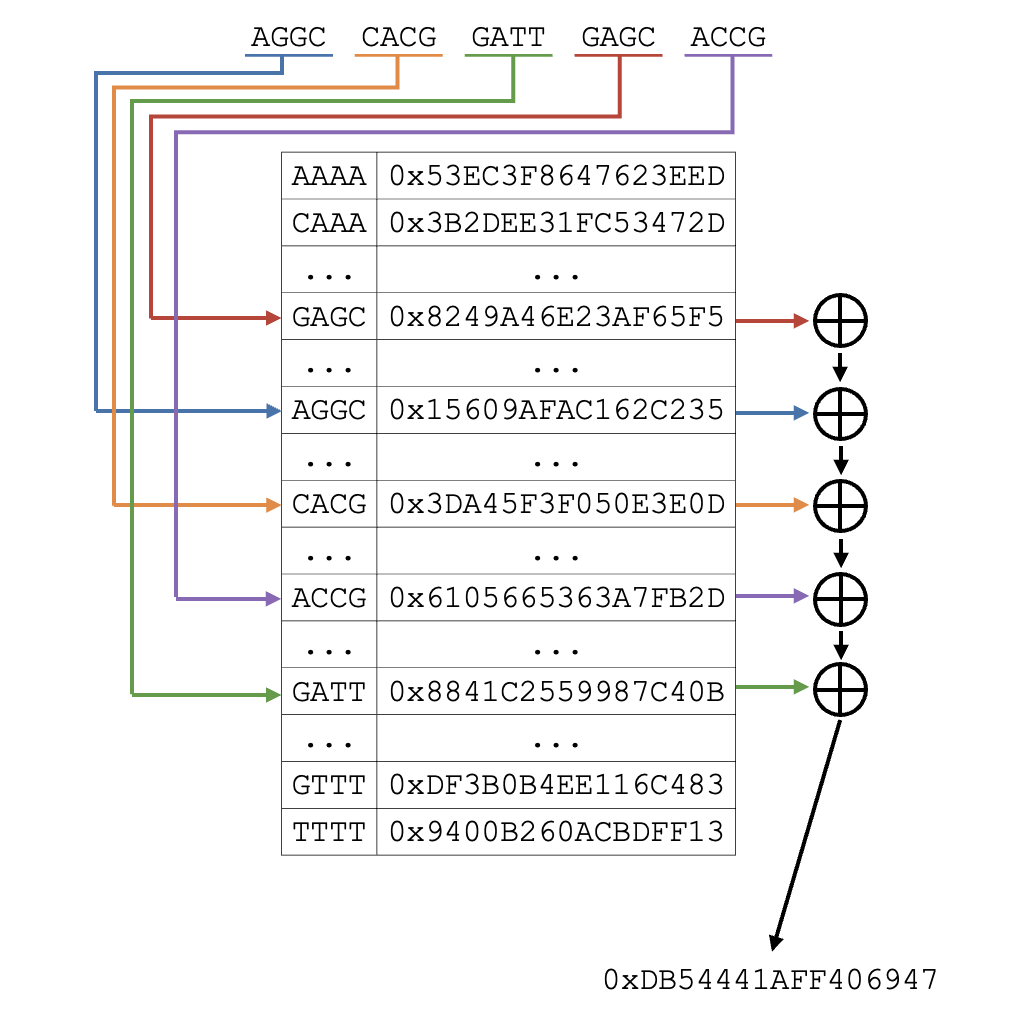 AGGC CACG GATT GAGC ACCG
AAAA 0x53EC3F8647623EED
CAAA 0x3B2DEE31FC53472D
... ...
GAGC 0x8249A46E23AF65F5
... ...
AGGC 0x15609AFAC162C235
... ...
CACG 0x3DA45F3F050E3E0D
... ...
ACCG 0x6105665363A7FB2D
... ...
GATT 0x8841C2559987C40B
... ...
GTTT 0xDF3B0B4EE116C483
TTTT 0x9400B260ACBDFF13
0xDB54441AFF406947